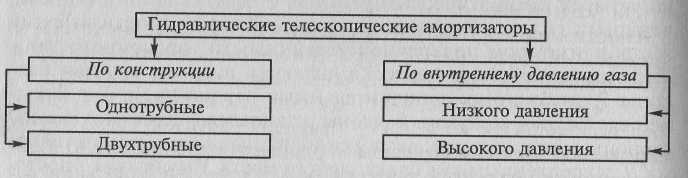 Гидравлические телескопические амортизаторы
По конструкции
По внутреннему давлению газа
Однотрубные
Низкого давления
Двухтрубные
Высокого давления